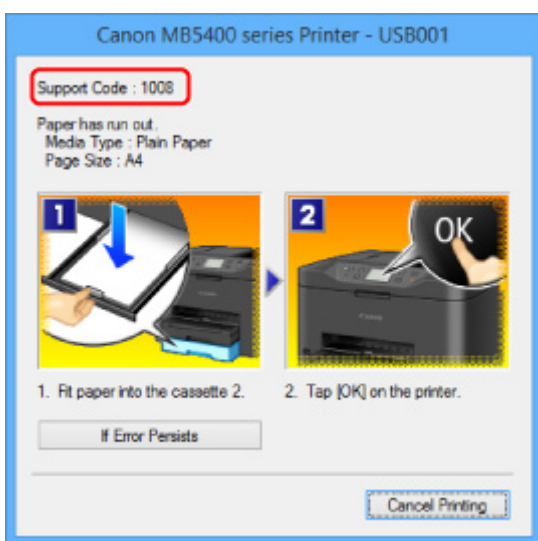 Canon MB5400 series Printer - USB001
Support Code : 1008
Paper has run out.
Media Type : Plain Paper
Page Size : A4
1
2
OK
Canon
1. Fit paper into the cassette 2.
2. Tap [OK] on the printer.
If Error Persists
Cancel Printing